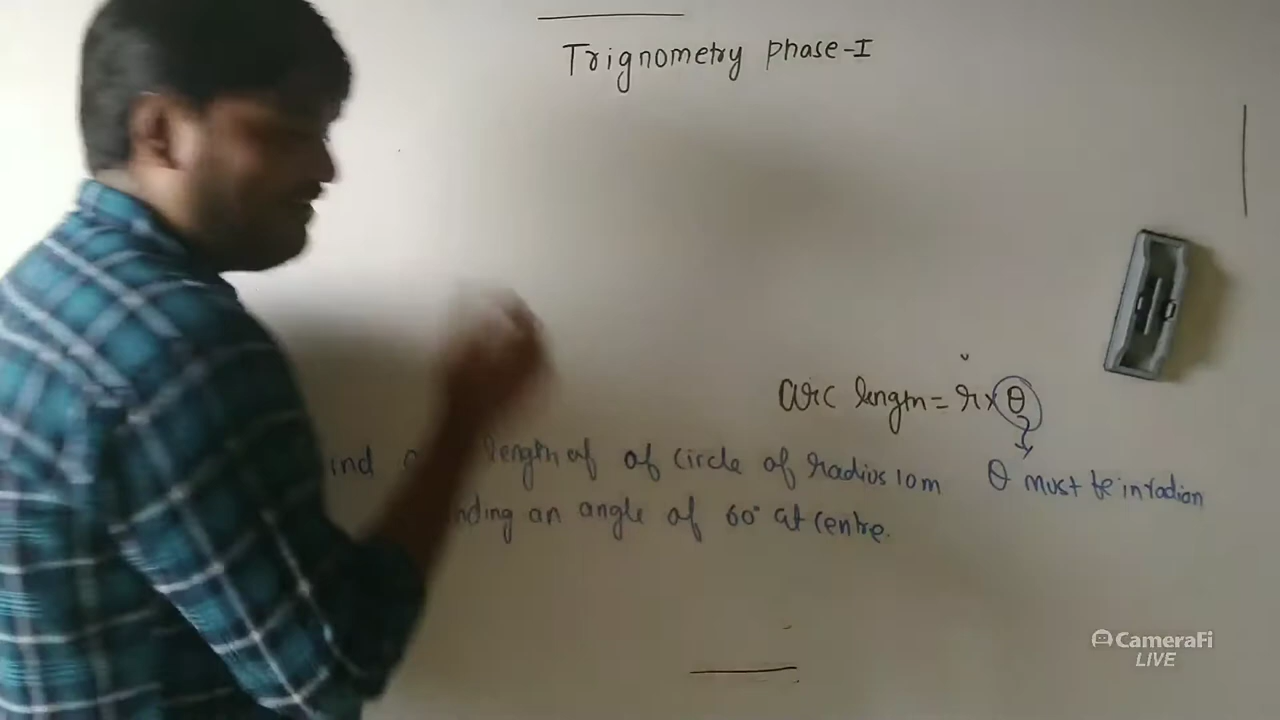 Trignometry phase-I
arc length = r × θ
ind length of of circle of radius 10m
θ must be in radian
nding an angle of 60° at centre.
CameraFi
LIVE